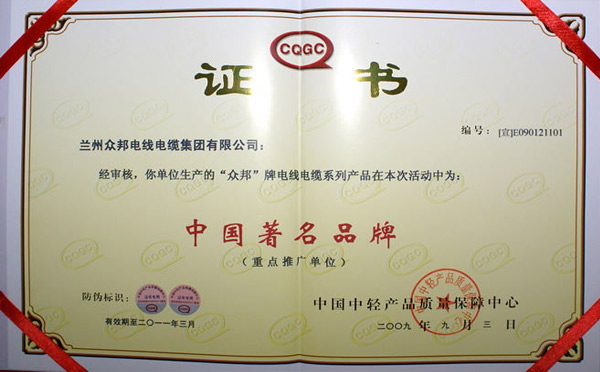 CQGC
证书
编号：[宣]E090121101
兰州众邦电线电缆集团有限公司：
经审核，你单位生产的“众邦”牌电线电缆系列产品在本次活动中为：
中国著名品牌
（重点推广单位）
防伪标识：
有效期至二〇一一年三月
中国中轻产品质量保障中心
二〇〇九年九月三日